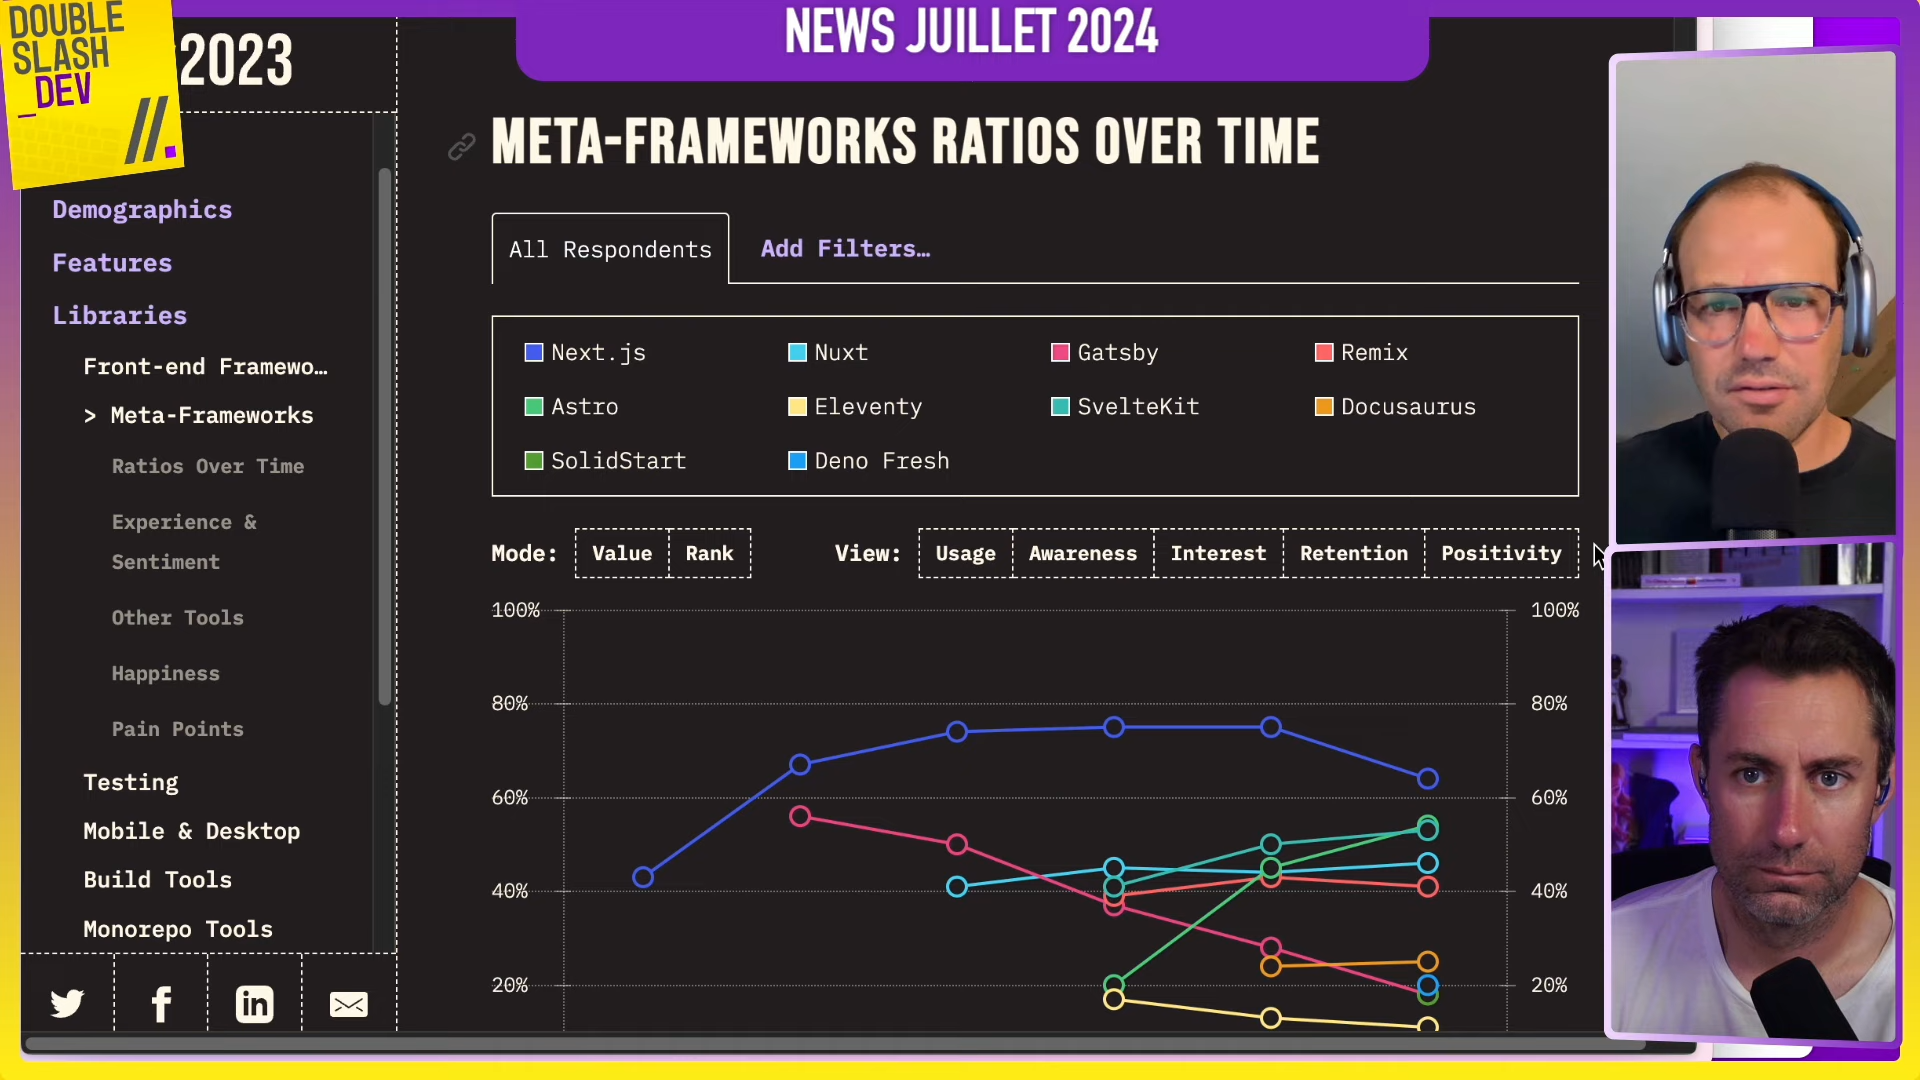 DOUBLE
SLASH
_DEV
//.
2023
NEWS JUILLET 2024
Demographics
Features
Libraries
Front-end Framewo…
> Meta-Frameworks
Ratios Over Time
Experience &
Sentiment
Other Tools
Happiness
Pain Points
Testing
Mobile & Desktop
Build Tools
Monorepo Tools
f
in
META-FRAMEWORKS RATIOS OVER TIME
All Respondents
Add Filters…
Next.js
Nuxt
Gatsby
Remix
Astro
Eleventy
SvelteKit
Docusaurus
SolidStart
Deno Fresh
Mode:
Value
Rank
View:
Usage
Awareness
Interest
Retention
Positivity
100%
100%
80%
80%
60%
60%
40%
40%
20%
20%